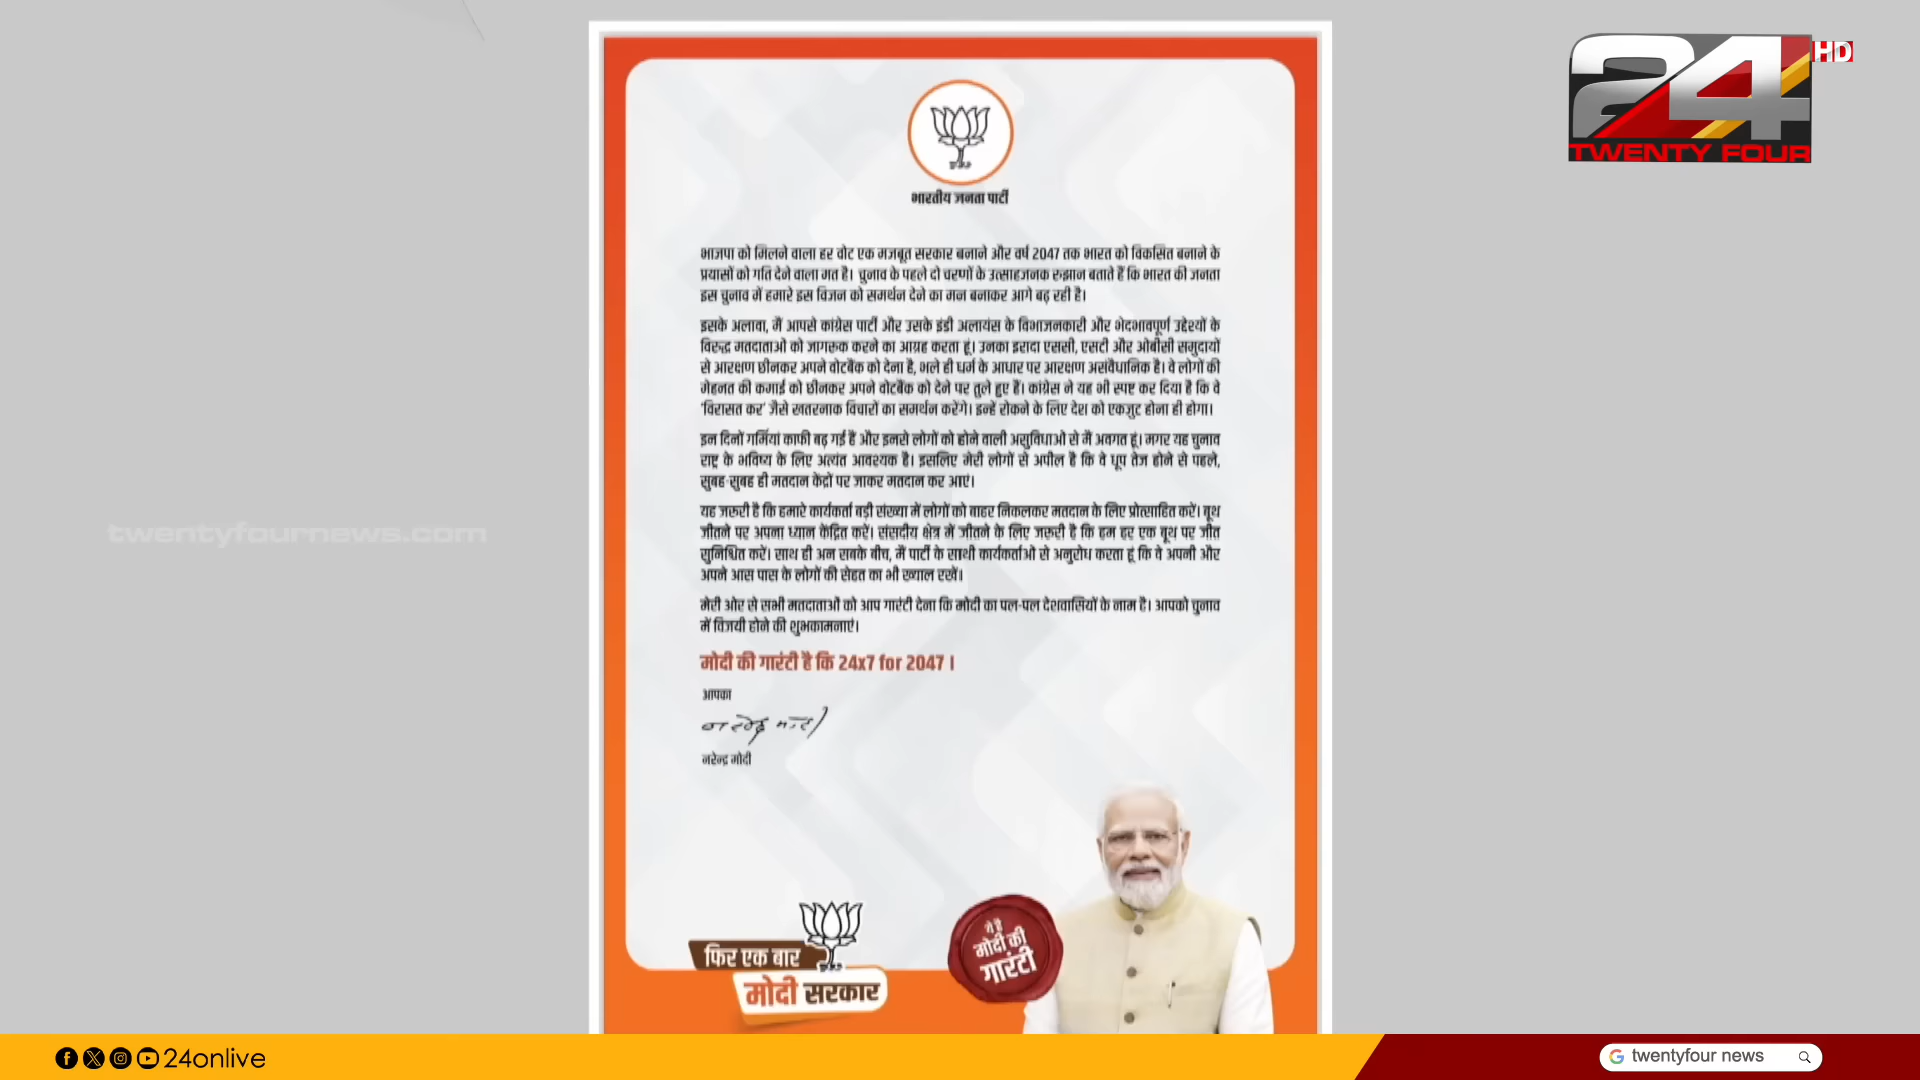 24 HD
TWENTY FOUR
भारतीय जनता पार्टी
भाजपा को मिलने वाला हर वोट एक मजबूत सरकार बनाने और वर्ष 2047 तक भारत को विकसित बनाने के
प्रयासों को गति देने वाला मत है। चुनाव के पहले दो चरणों के उत्साहजनक रुझान बताते हैं कि भारत की जनता
इस चुनाव में हमारे इस विजन को समर्थन देने का मन बनाकर आगे बढ़ रही है।
इसके अलावा, मैं आपसे कांग्रेस पार्टी और उसके इंडी अलायंस के विभाजनकारी और भेदभावपूर्ण उद्देश्यों के
विरुद्ध मतदाताओं को जागरूक करने का आग्रह करता हूं। उनका इरादा एससी, एसटी और ओबीसी समुदायों
से आरक्षण छीनकर अपने वोटबैंक को देना है, भले ही धर्म के आधार पर आरक्षण असंवैधानिक है। वे लोगों की
मेहनत की कमाई को छीनकर अपने वोटबैंक को देने पर तुले हुए हैं। कांग्रेस ने यह भी स्पष्ट कर दिया है कि वे
'विरासत कर' जैसे खतरनाक विचारों का समर्थन करेंगे। इन्हें रोकने के लिए देश को एकजुट होना ही होगा।
इन दिनों गर्मियां काफी बढ़ गई हैं और इनसे लोगों को होने वाली असुविधाओं से मैं अवगत हूं। मगर यह चुनाव
राष्ट्र के भविष्य के लिए अत्यंत आवश्यक है। इसलिए मेरी लोगों से अपील है कि वे धूप तेज होने से पहले,
सुबह-सुबह ही मतदान केंद्रों पर जाकर मतदान कर आएं।
यह जरूरी है कि हमारे कार्यकर्ता बड़ी संख्या में लोगों को बाहर निकलकर मतदान के लिए प्रोत्साहित करें। बूथ
जीतने पर अपना ध्यान केंद्रित करें। संसदीय क्षेत्र में जीतने के लिए जरूरी है कि हम हर एक बूथ पर जीत
सुनिश्चित करें। साथ ही अन सबके बीच, मैं पार्टी के साथी कार्यकर्ताओं से अनुरोध करता हूं कि वे अपनी और
अपने आस पास के लोगों की सेहत का भी ख्याल रखें।
मेरी ओर से सभी मतदाताओं को आप गारंटी देना कि मोदी का पल-पल देशवासियों के नाम है। आपको चुनाव
में विजयी होने की शुभकामनाएं।
मोदी की गारंटी है कि 24x7 for 2047 ।
आपका
नरेन्द्र मोदी
नरेन्द्र मोदी
twentyfournews.com
फिर एक बार
मोदी सरकार
ये है
मोदी की
गारंटी
24onlive
twentyfour news